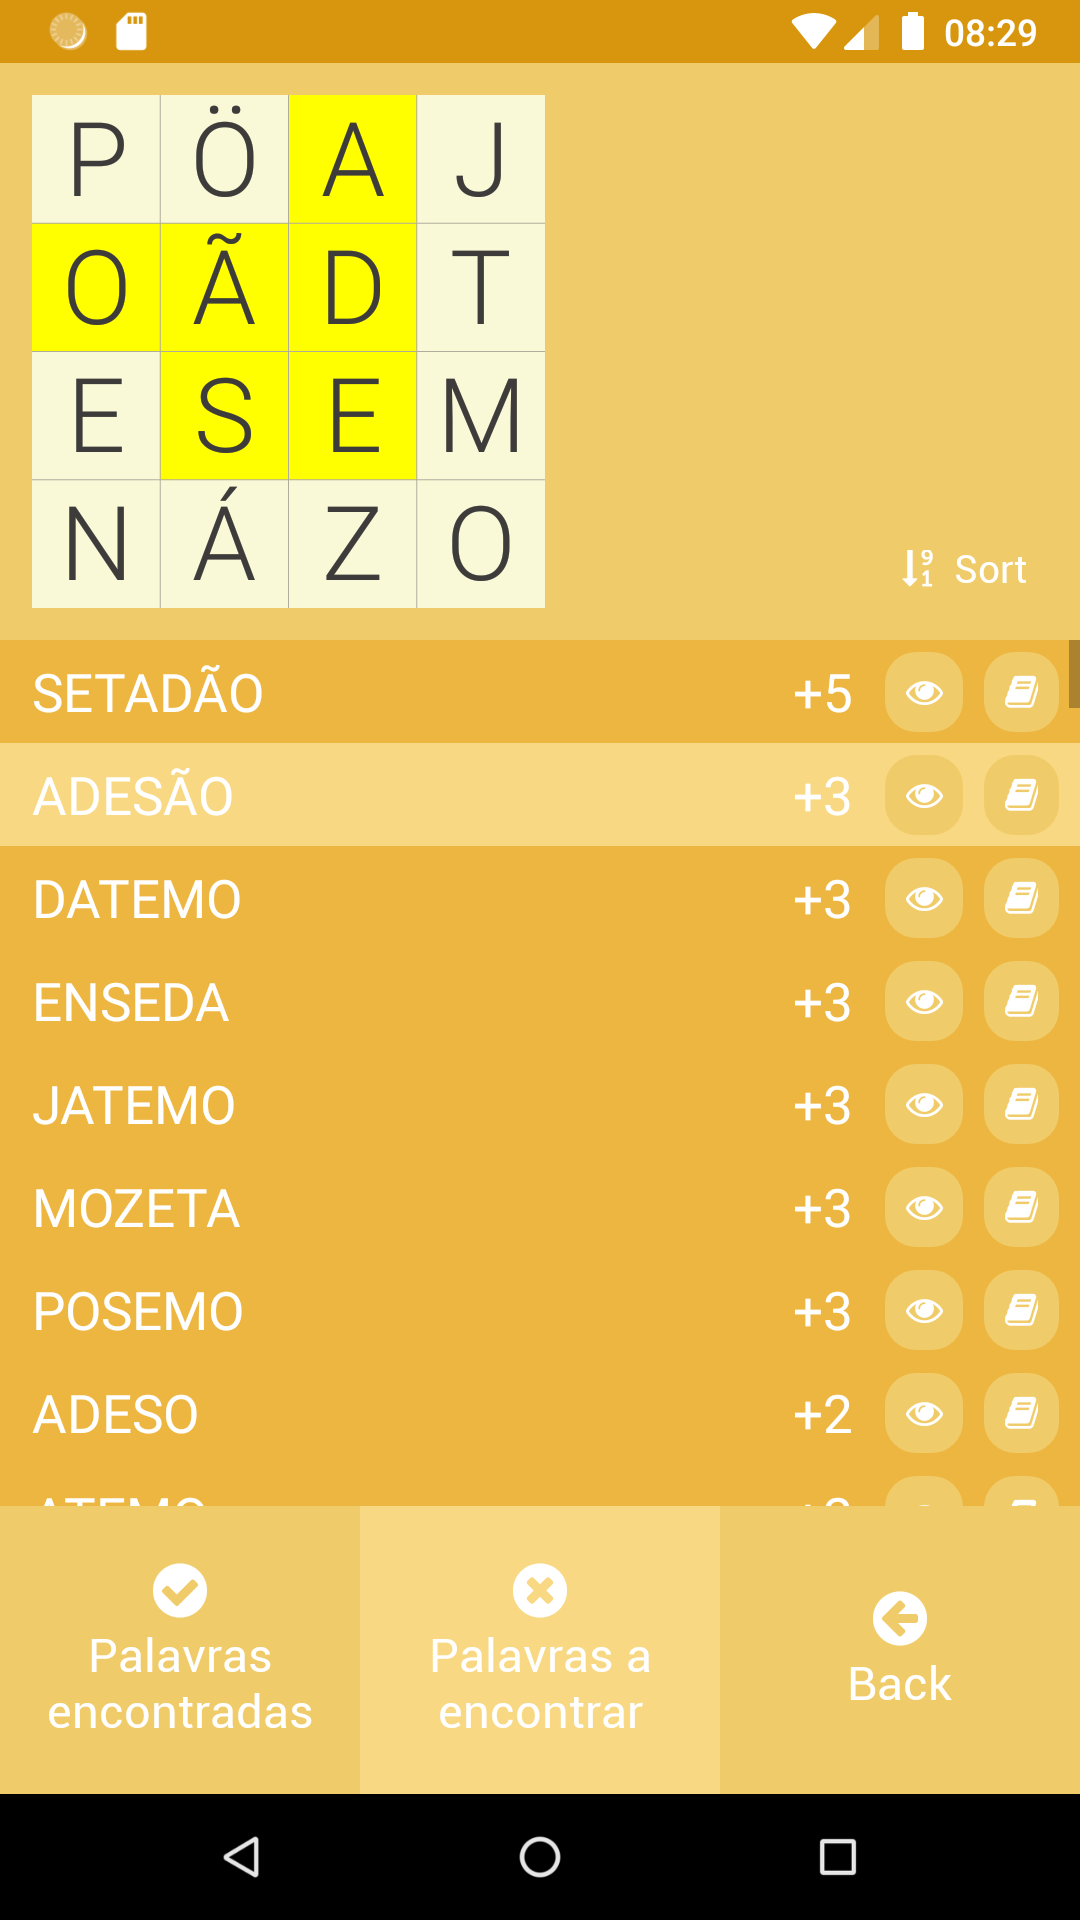 08:29
P Ö A J
O Ã D T
E S E M
N Á Z O
Sort
SETADÃO +5
ADESÃO +3
DATEMO +3
ENSEDA +3
JATEMO +3
MOZETA +3
POSEMO +3
ADESO +2
Palavras
encontradas
Palavras a
encontrar
Back